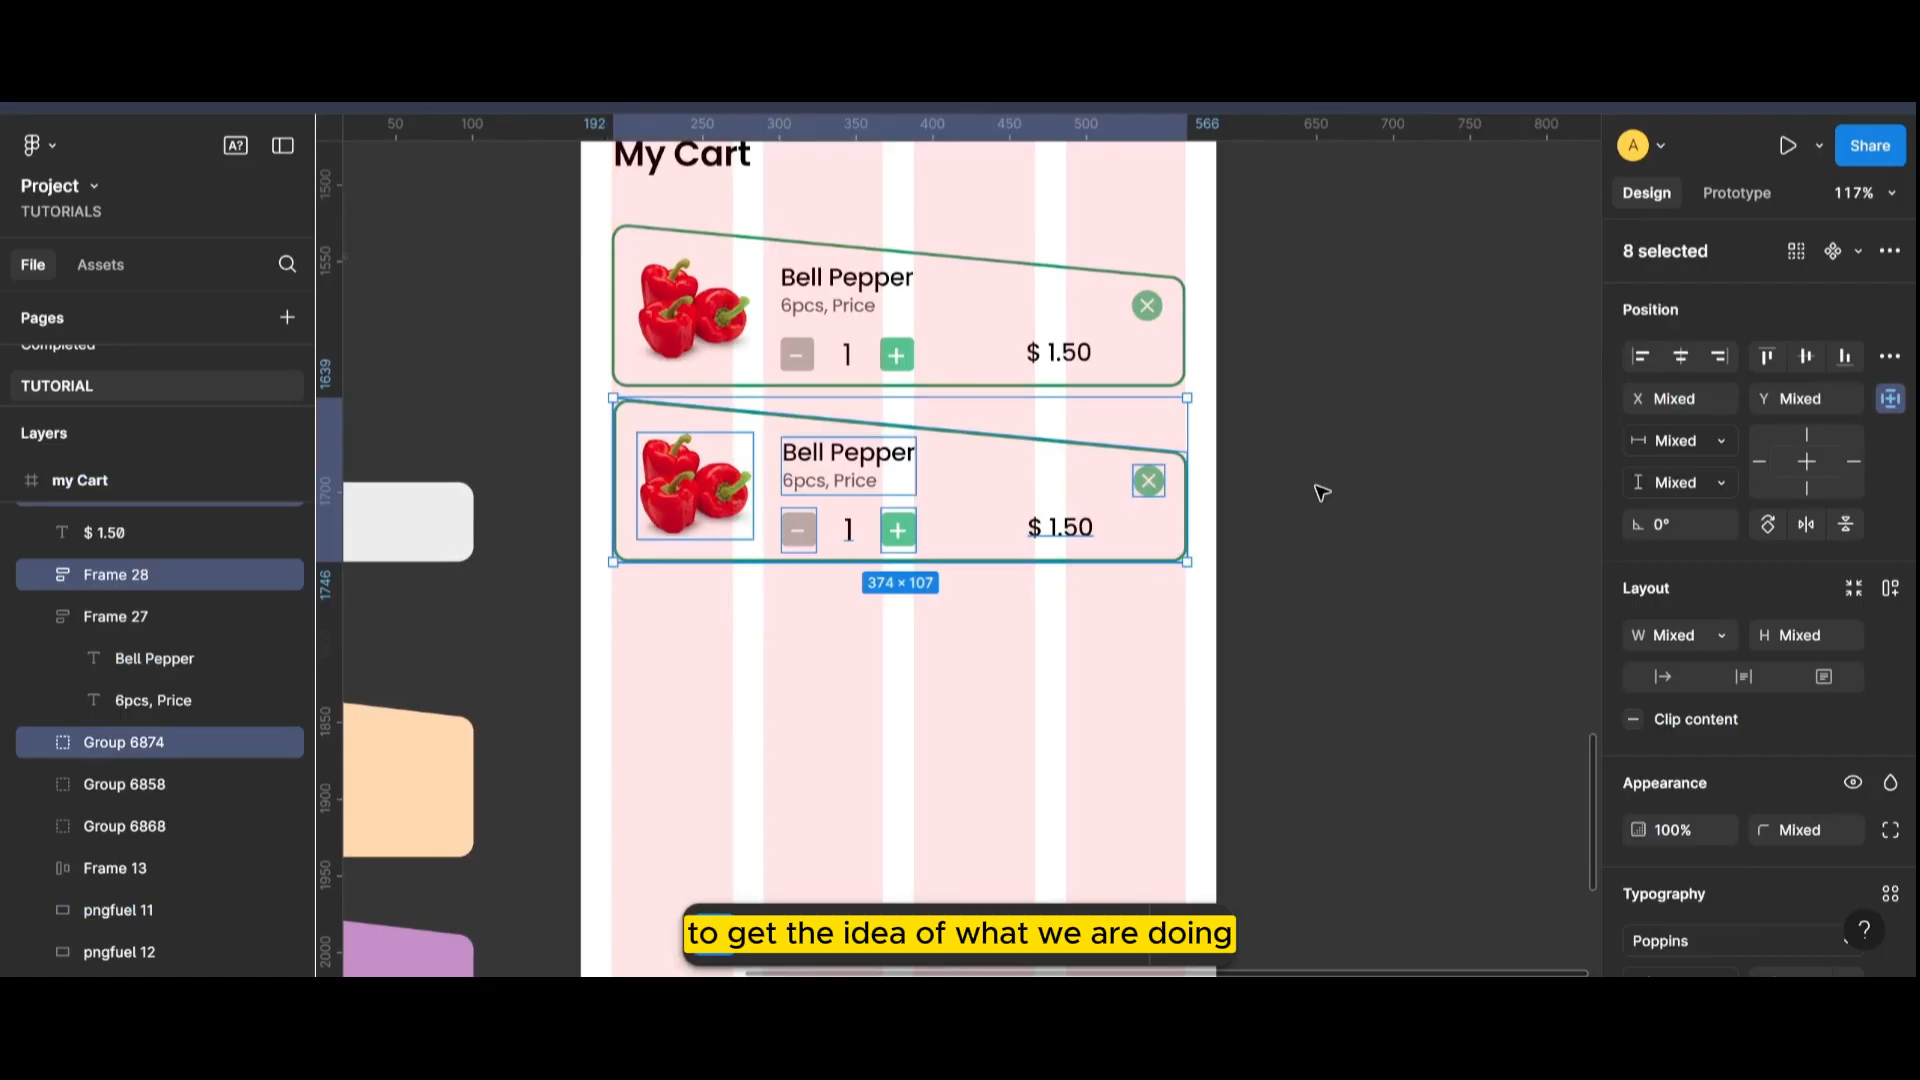 50 100 192 250 300 350 400 450 500 566 650 700 750 800
A?
A
Share
Project
TUTORIALS
Design
Prototype
117%
File
Assets
8 selected
Pages
Position
Completed
TUTORIAL
X Mixed
Y Mixed
Layers
Mixed
my Cart
Mixed
$ 1.50
0°
Frame 28
Layout
Frame 27
W Mixed
H Mixed
Bell Pepper
6pcs, Price
Clip content
Group 6874
Group 6858
Appearance
Group 6868
100%
Mixed
Frame 13
Typography
pngfuel 11
Poppins
?
pngfuel 12
1500
1550
1639
1700
1746
1850
1900
1950
2000
My Cart
Bell Pepper
6pcs, Price
1
$ 1.50
Bell Pepper
6pcs, Price
1
$ 1.50
374 × 107
to get the idea of what we are doing